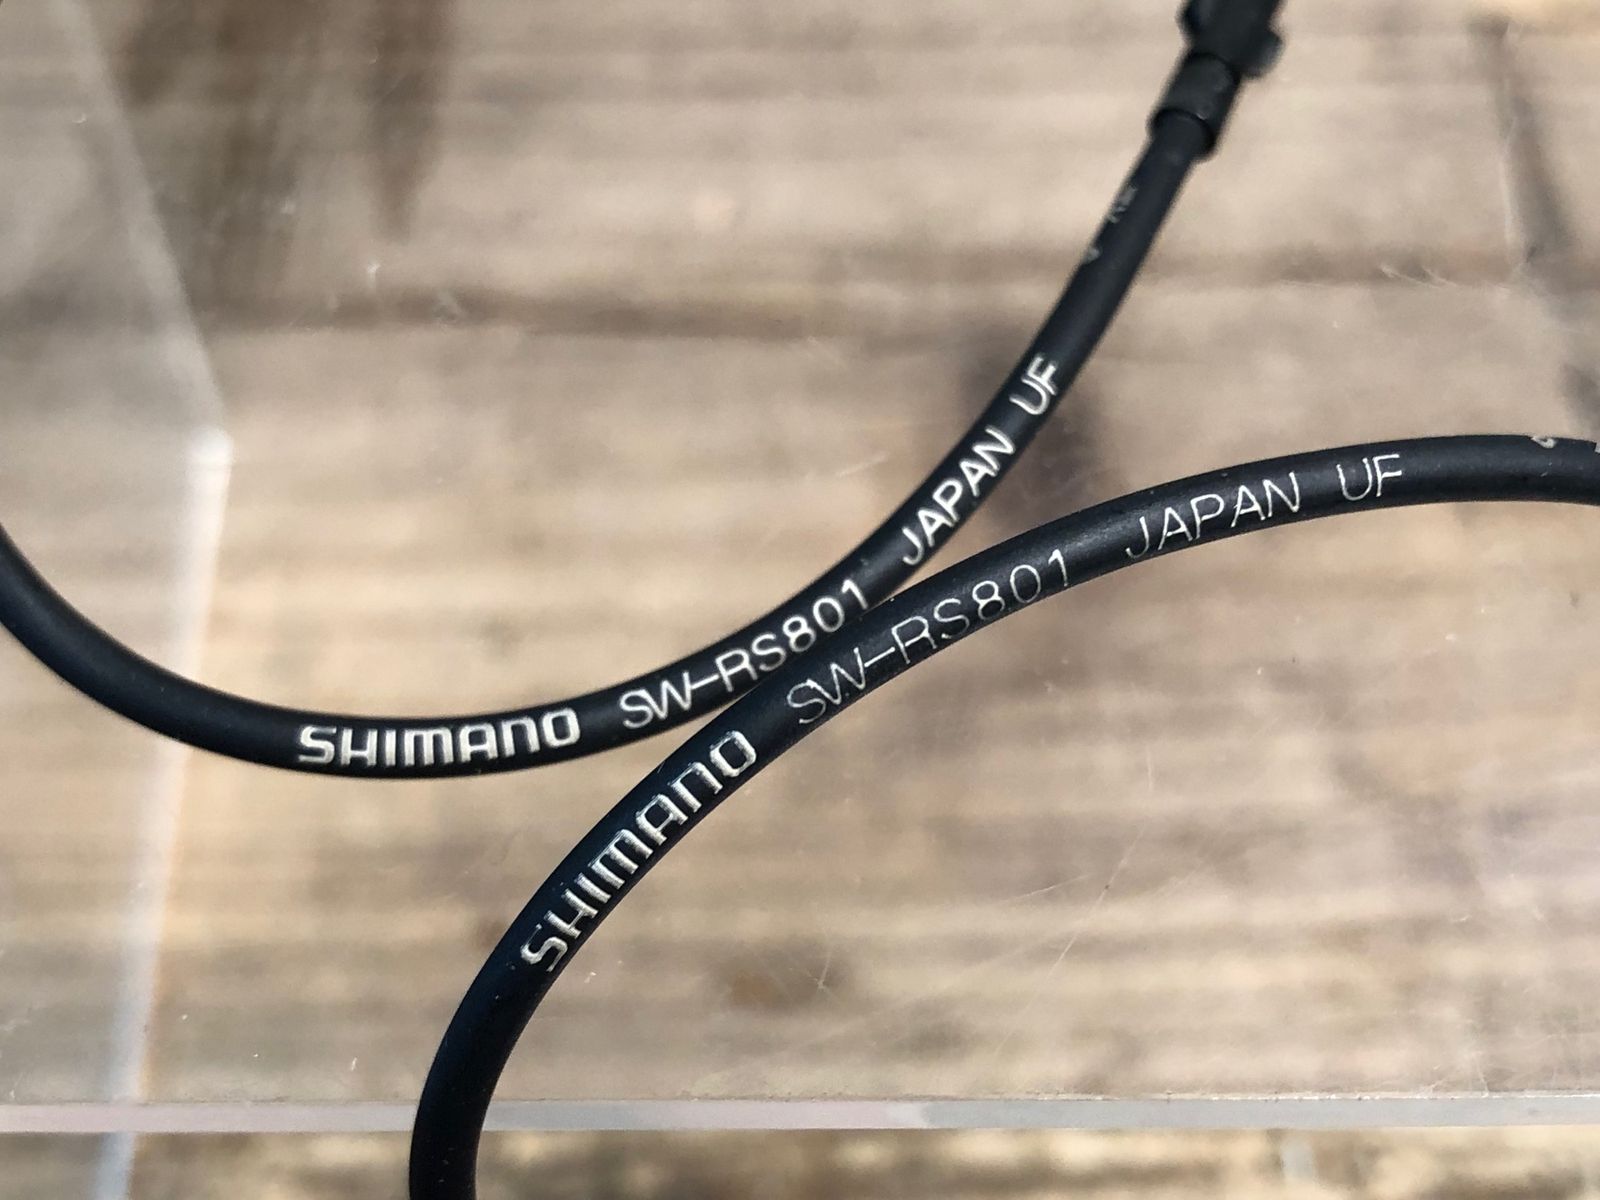 SHIMANO SW-RS801 JAPAN UF
SHIMANO SW-RS801 JAPAN UF